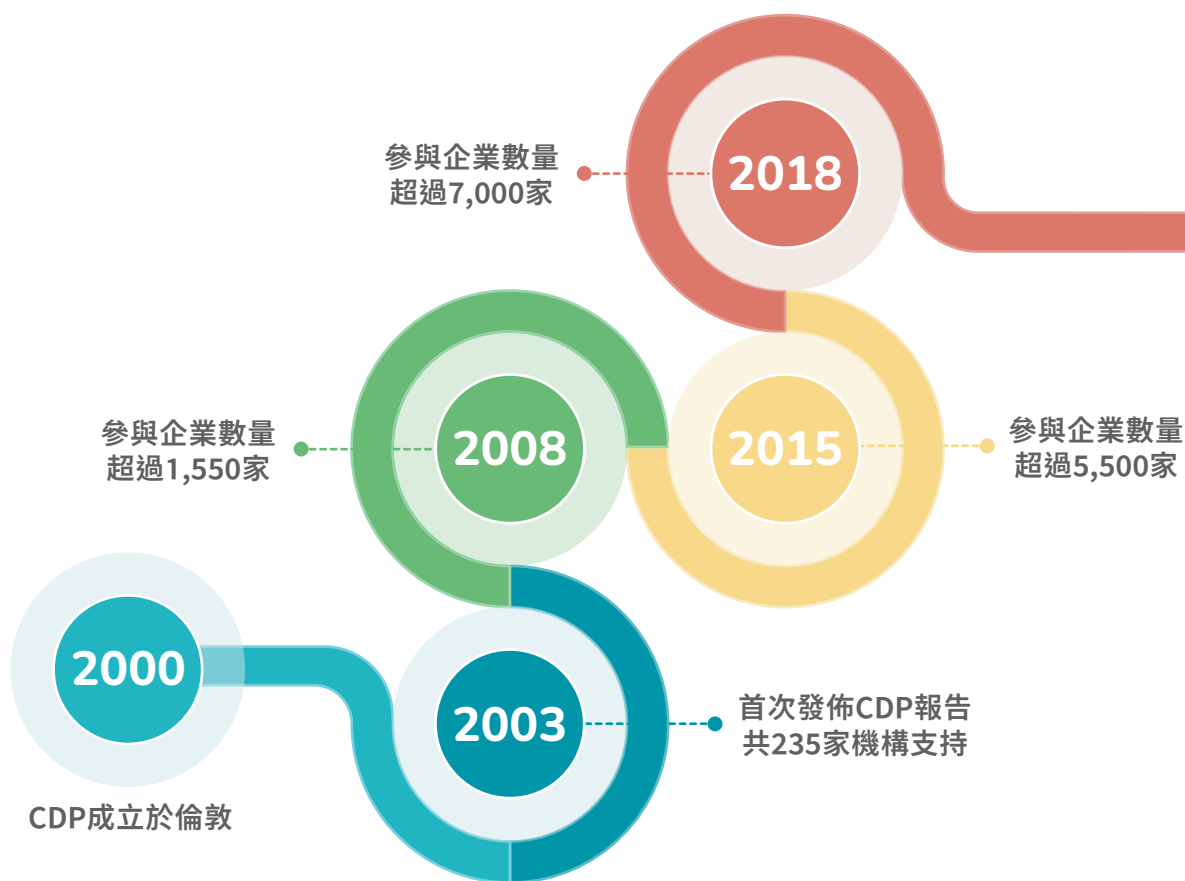 2018
參與企業數量
超過7,000家
2008
參與企業數量
超過1,550家
2015
參與企業數量
超過5,500家
2000
CDP成立於倫敦
2003
首次發佈CDP報告
共235家機構支持